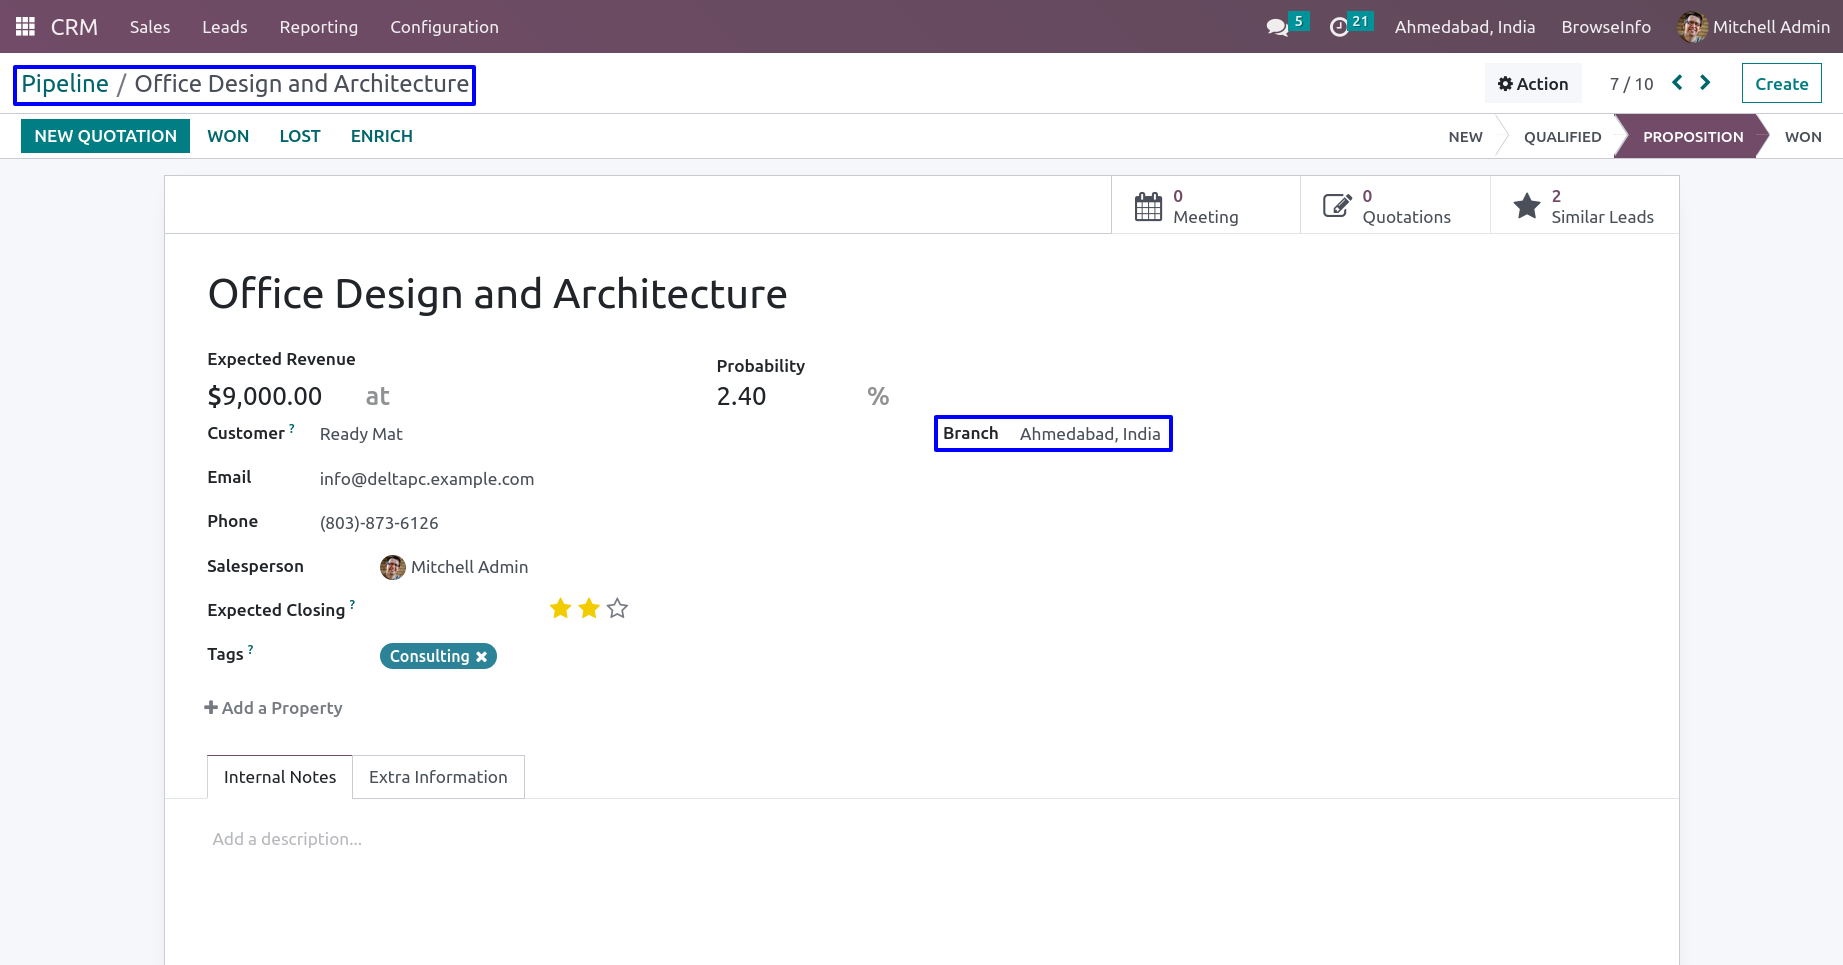 CRM Sales Leads Reporting Configuration 5 21 Ahmedabad, India BrowseInfo Mitchell Admin
Pipeline / Office Design and Architecture Action 7 / 10 Create
NEW QUOTATION WON LOST ENRICH NEW QUALIFIED PROPOSITION WON
0 Meeting
0 Quotations
2 Similar Leads
Office Design and Architecture
Expected Revenue
Probability
$9,000.00 at 2.40 %
Customer ? Ready Mat Branch Ahmedabad, India
Email info@deltapc.example.com
Phone (803)-873-6126
Salesperson Mitchell Admin
Expected Closing ?
Tags ? Consulting
Add a Property
Internal Notes Extra Information
Add a description...